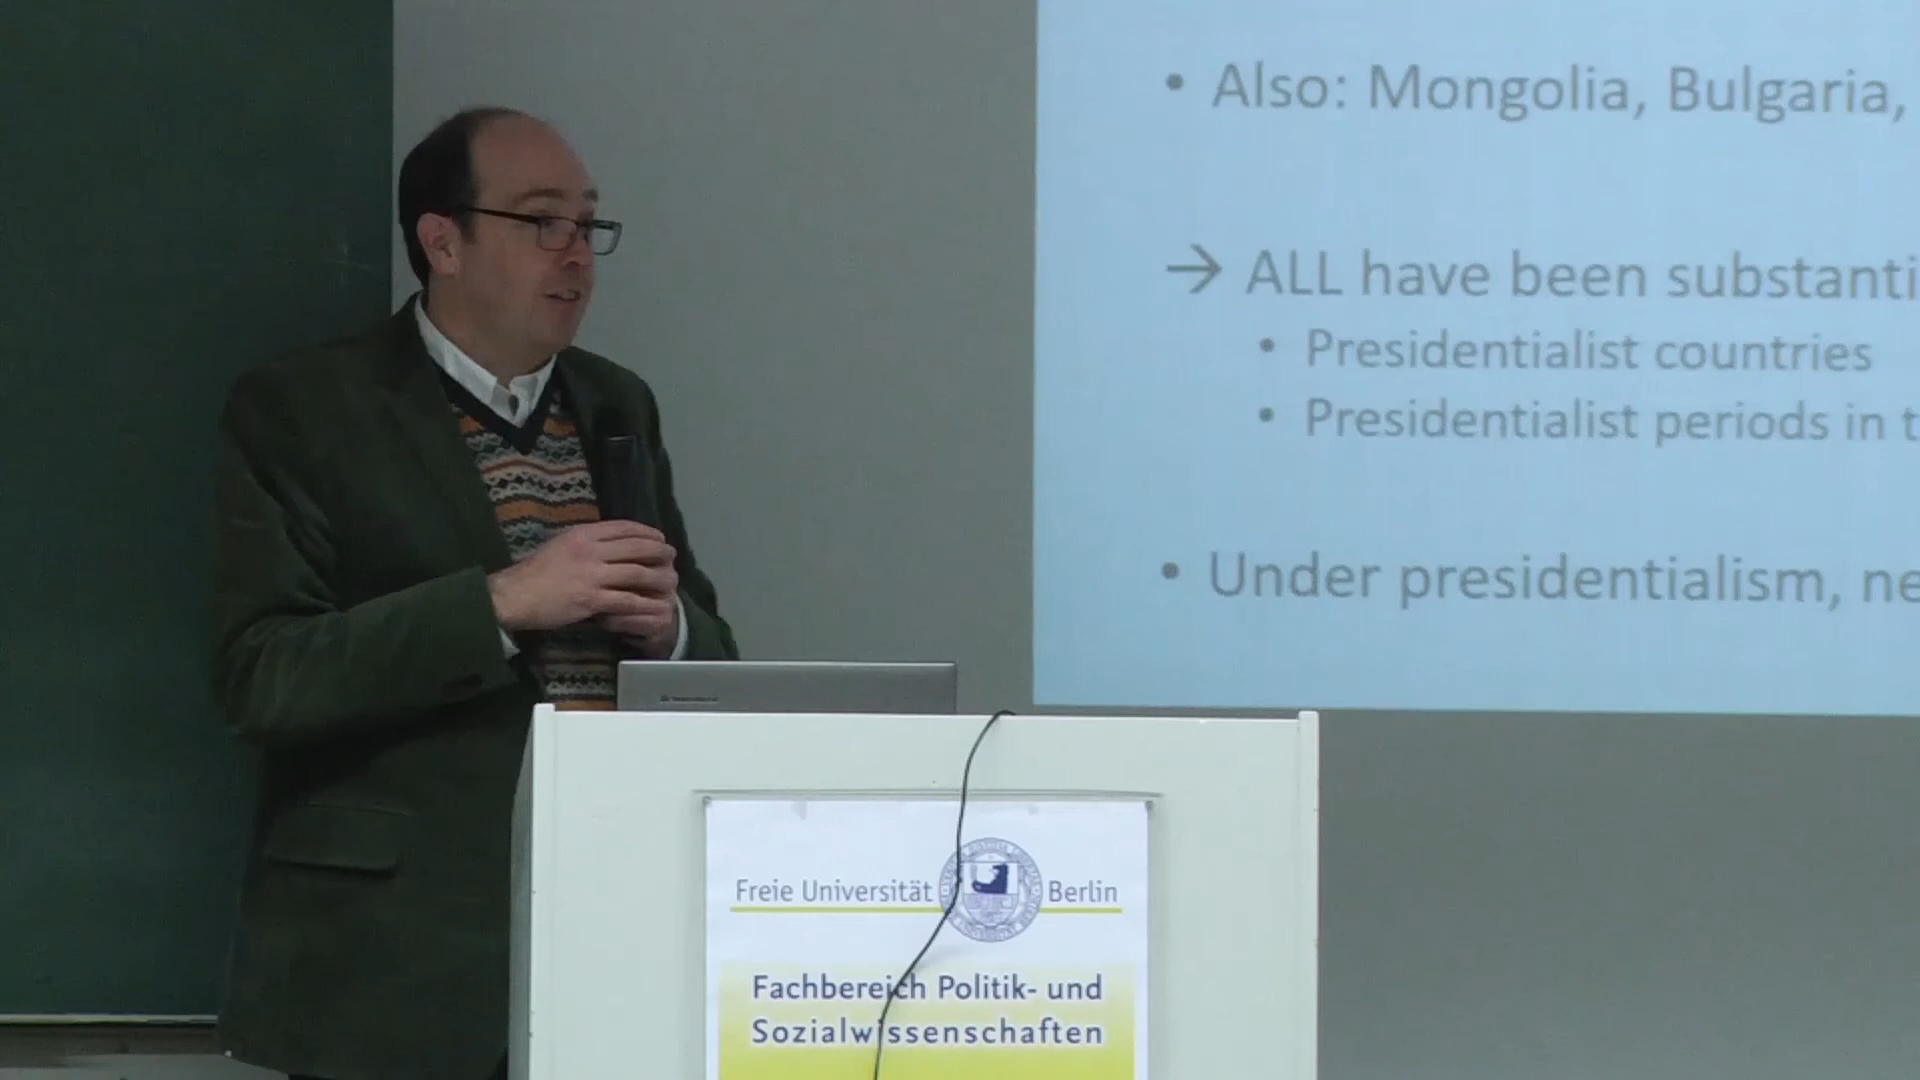 • Also: Mongolia, Bulgaria,
→ ALL have been substanti
• Presidentialist countries
• Presidentialist periods in t
• Under presidentialism, ne
Freie Universität Berlin
Fachbereich Politik- und
Sozialwissenschaften